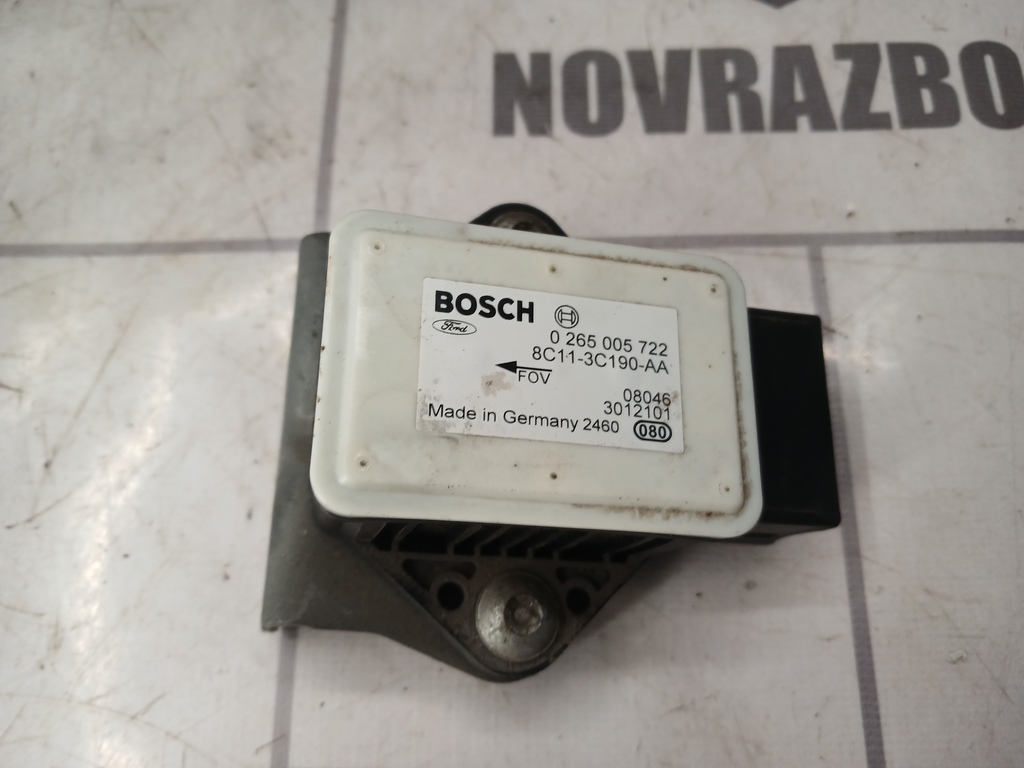 NOVRAZBO
BOSCH
Ford
0 265 005 722
8C11-3C190-AA
FOV
08046
3012101
Made in Germany 2460 080